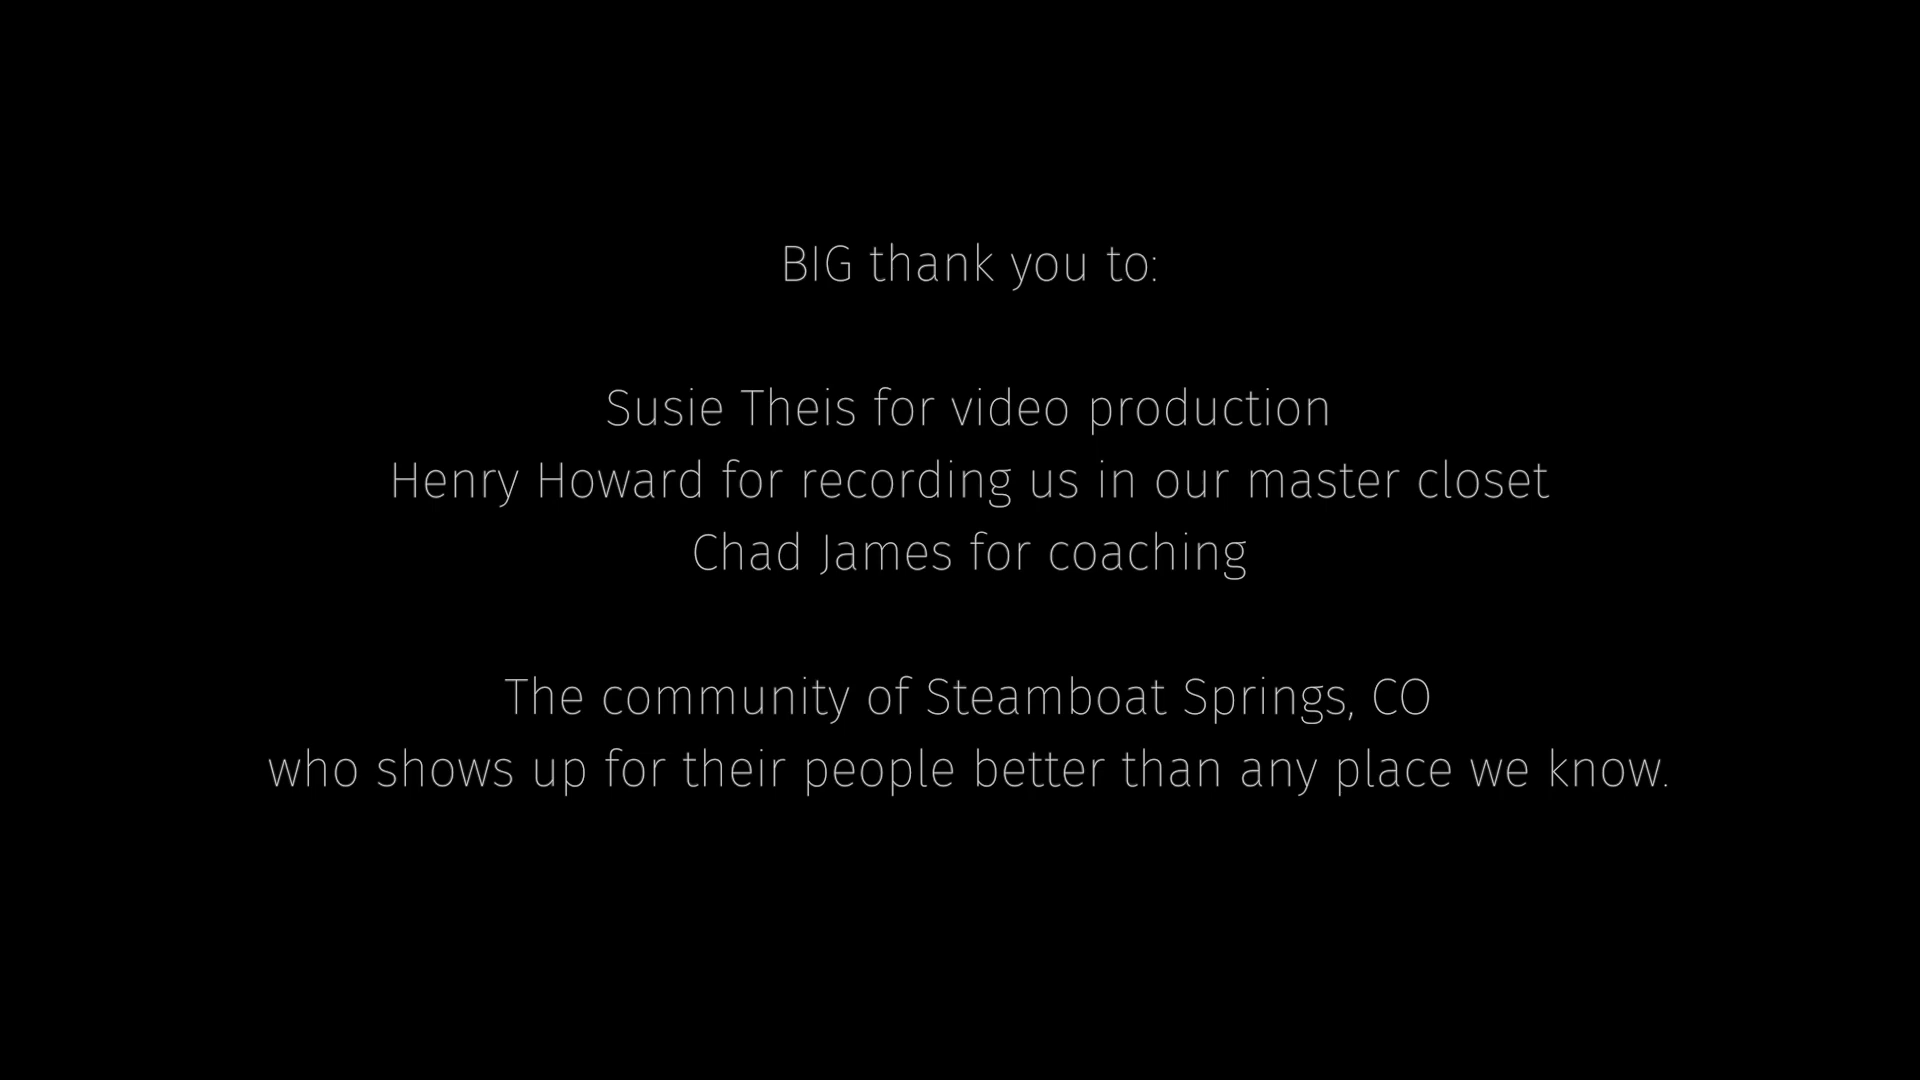 BIG thank you to:
Susie Theis for video production
Henry Howard for recording us in our master closet
Chad James for coaching
The community of Steamboat Springs, CO
who shows up for their people better than any place we know.